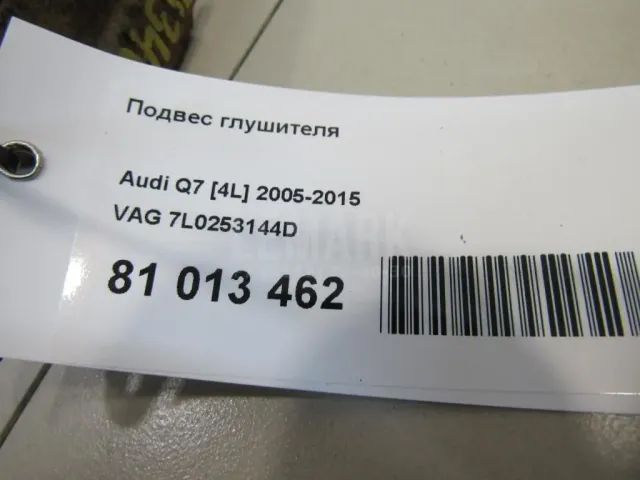 Подвес глушителя
Audi Q7 [4L] 2005-2015
VAG 7L0253144D
81 013 462